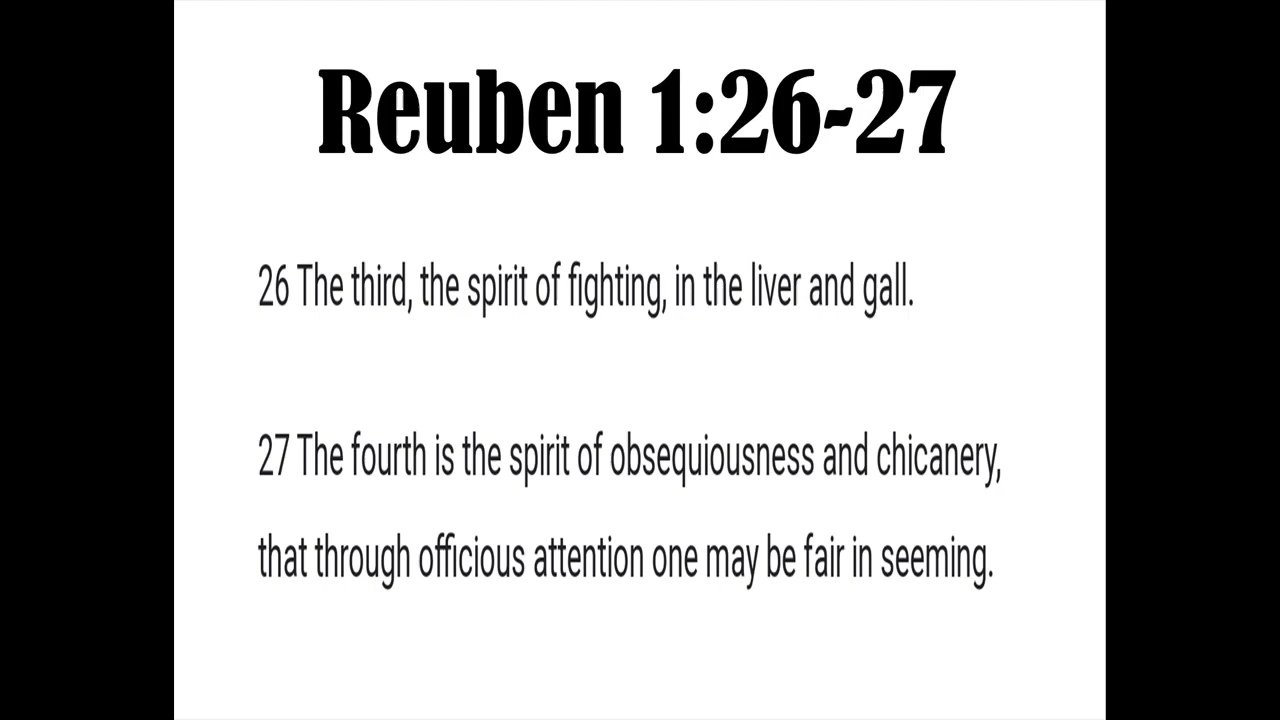 Reuben 1:26-27
26 The third, the spirit of fighting, in the liver and gall.
27 The fourth is the spirit of obsequiousness and chicanery,
that through officious attention one may be fair in seeming.